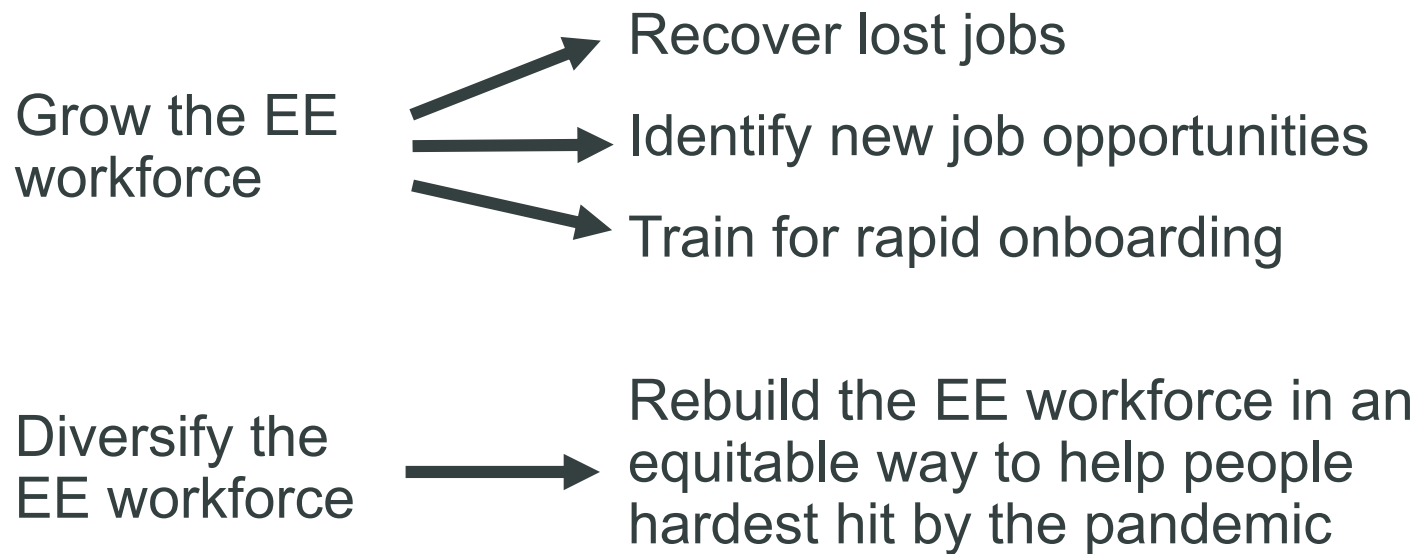 Grow the EE
workforce
Recover lost jobs
Identify new job opportunities
Train for rapid onboarding
Diversify the
EE workforce
Rebuild the EE workforce in an
equitable way to help people
hardest hit by the pandemic